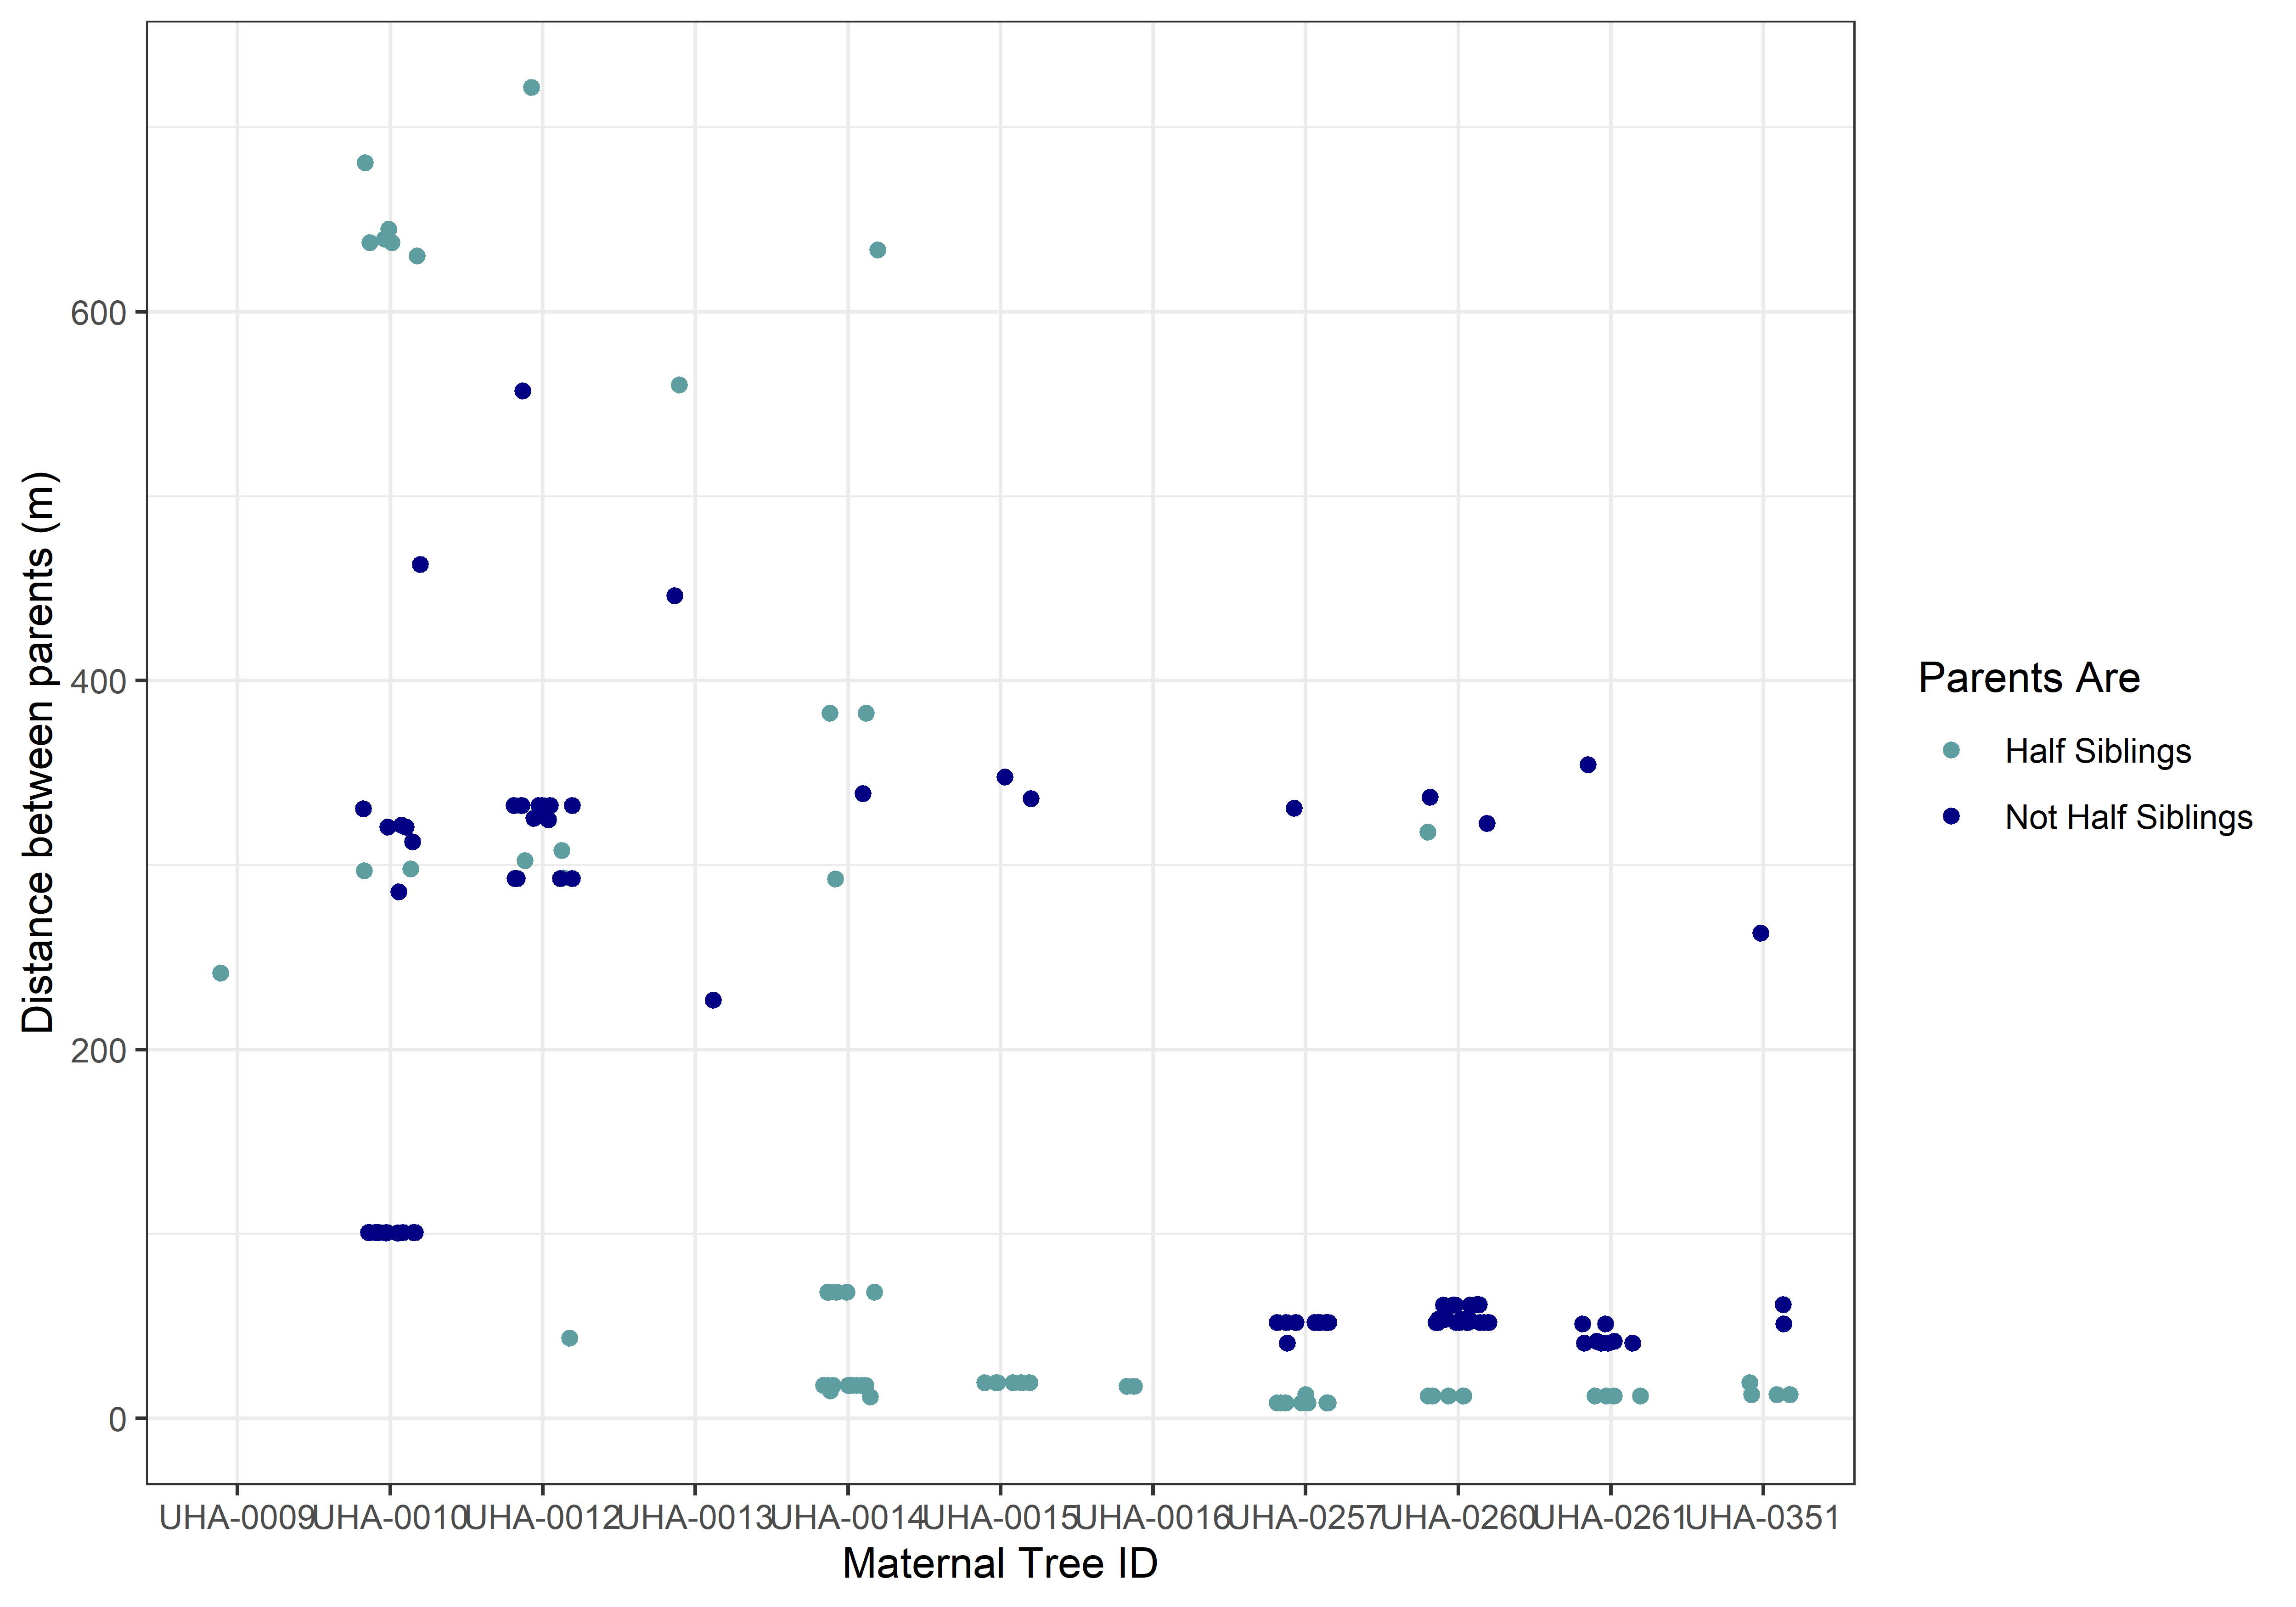 Distance between parents (m)
600
400
200
0
UHA-0009 UHA-0010 UHA-0012 UHA-0013 UHA-0014 UHA-0015 UHA-0016 UHA-0257 UHA-0260 UHA-0261 UHA-0351
Maternal Tree ID
Parents Are
Half Siblings
Not Half Siblings